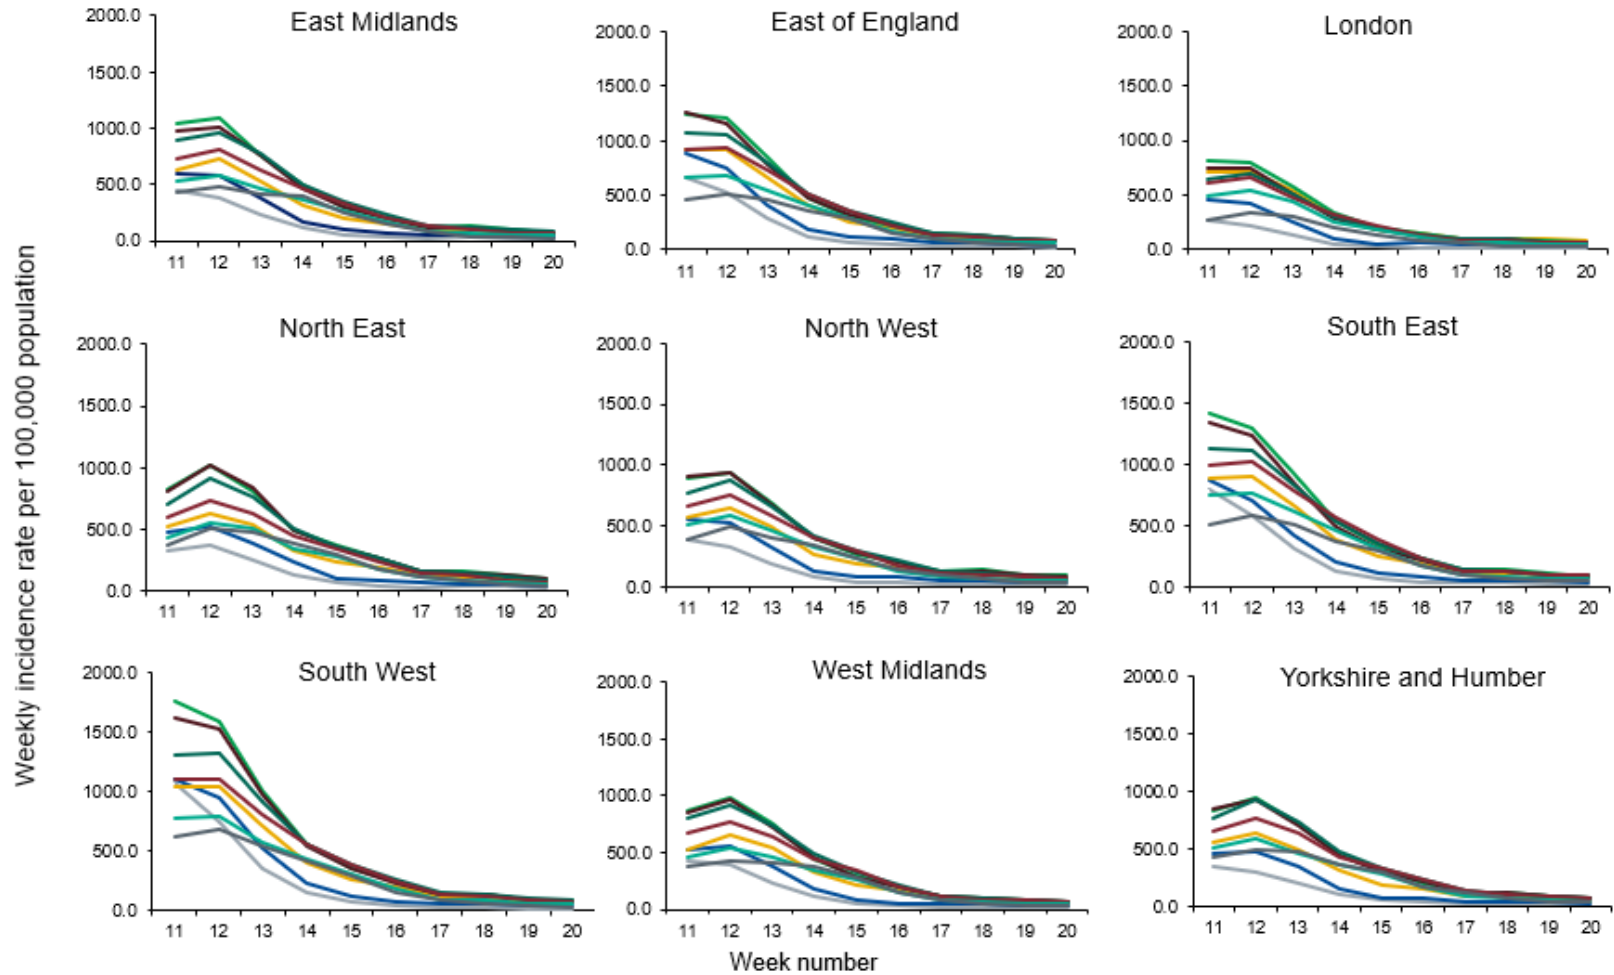 Weekly incidence rate per 100,000 population
East Midlands
2000.0
1500.0
1000.0
500.0
0.0
11 12 13 14 15 16 17 18 19 20
East of England
2000.0
1500.0
1000.0
500.0
0.0
11 12 13 14 15 16 17 18 19 20
London
2000.0
1500.0
1000.0
500.0
0.0
11 12 13 14 15 16 17 18 19 20
North East
2000.0
1500.0
1000.0
500.0
0.0
11 12 13 14 15 16 17 18 19 20
North West
2000.0
1500.0
1000.0
500.0
0.0
11 12 13 14 15 16 17 18 19 20
South East
2000.0
1500.0
1000.0
500.0
0.0
11 12 13 14 15 16 17 18 19 20
South West
2000.0
1500.0
1000.0
500.0
0.0
11 12 13 14 15 16 17 18 19 20
West Midlands
2000.0
1500.0
1000.0
500.0
0.0
11 12 13 14 15 16 17 18 19 20
Yorkshire and Humber
2000.0
1500.0
1000.0
500.0
0.0
11 12 13 14 15 16 17 18 19 20
Week number